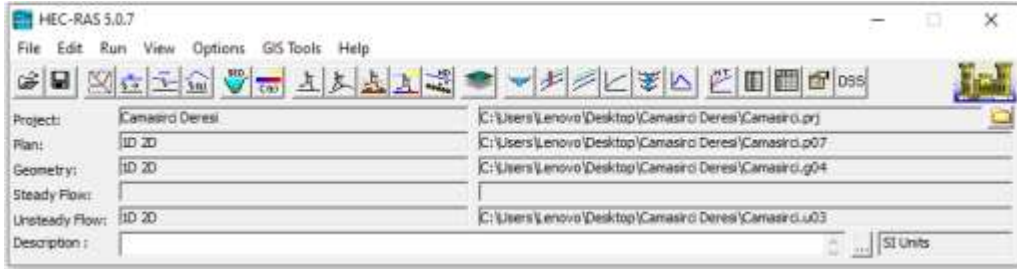 HEC-RAS 5.0.7
File Edit Run View Options GIS Tools Help
DSS
Project: Camasirci Deresi C:\Users\Lenovo\Desktop\Camasirci Deresi\Camasirci.prj
Plan: 1D 2D C:\Users\Lenovo\Desktop\Camasirci Deresi\Camasirci.p07
Geometry: 1D 2D C:\Users\Lenovo\Desktop\Camasirci Deresi\Camasirci.g04
Steady Flow:
Unsteady Flow: 1D 2D C:\Users\Lenovo\Desktop\Camasirci Deresi\Camasirci.u03
Description : ... SI Units